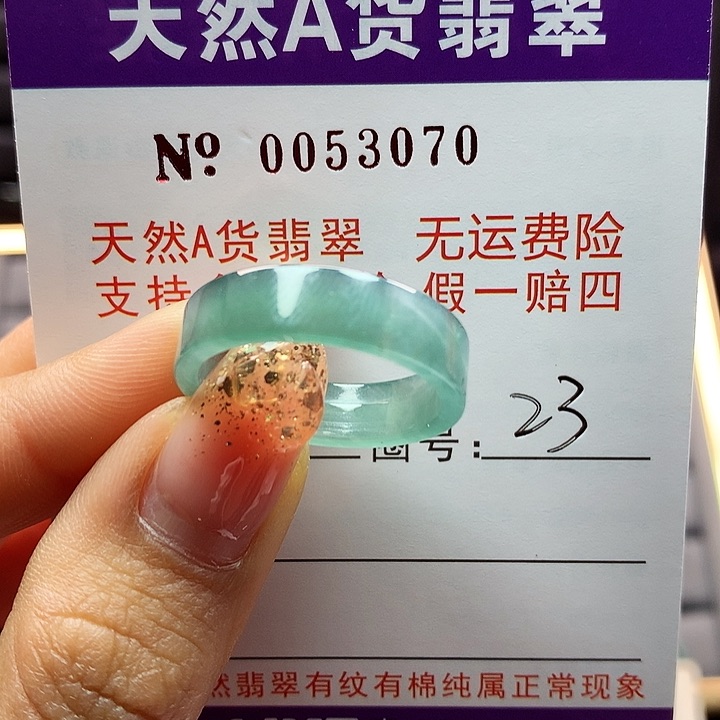 天然A货翡翠
№ 0053070
天然A货翡翠 无运费险
支持 假一赔四
圈号: 23
然翡翠有纹有棉纯属正常现象